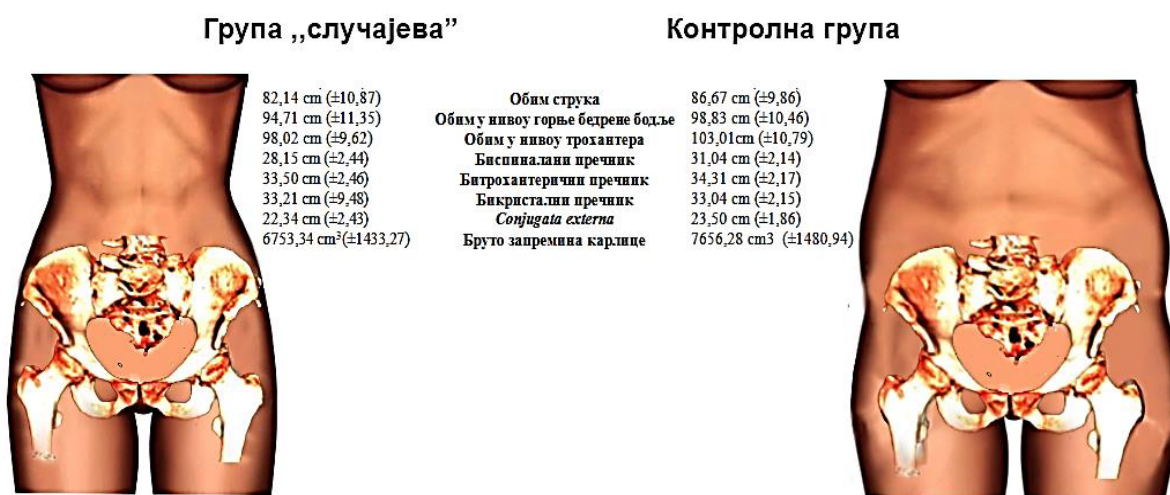 Група ,,случајева” Контролна група
82,14 cm (±10,87) Обим струка 86,67 cm (±9,86)
94,71 cm (±11,35) Обим у нивоу горње бедрене бодље 98,83 cm (±10,46)
98,02 cm (±9,62) Обим у нивоу трохантера 103,01cm (±10,79)
28,15 cm (±2,44) Биспиналани пречник 31,04 cm (±2,14)
33,50 cm (±2,46) Битрохантерични пречник 34,31 cm (±2,17)
33,21 cm (±9,48) Бикристални пречник 33,04 cm (±2,15)
22,34 cm (±2,43) Conjugata externa 23,50 cm (±1,86)
6753,34 cm³(±1433,27) Бруто запремина карлице 7656,28 cm3 (±1480,94)